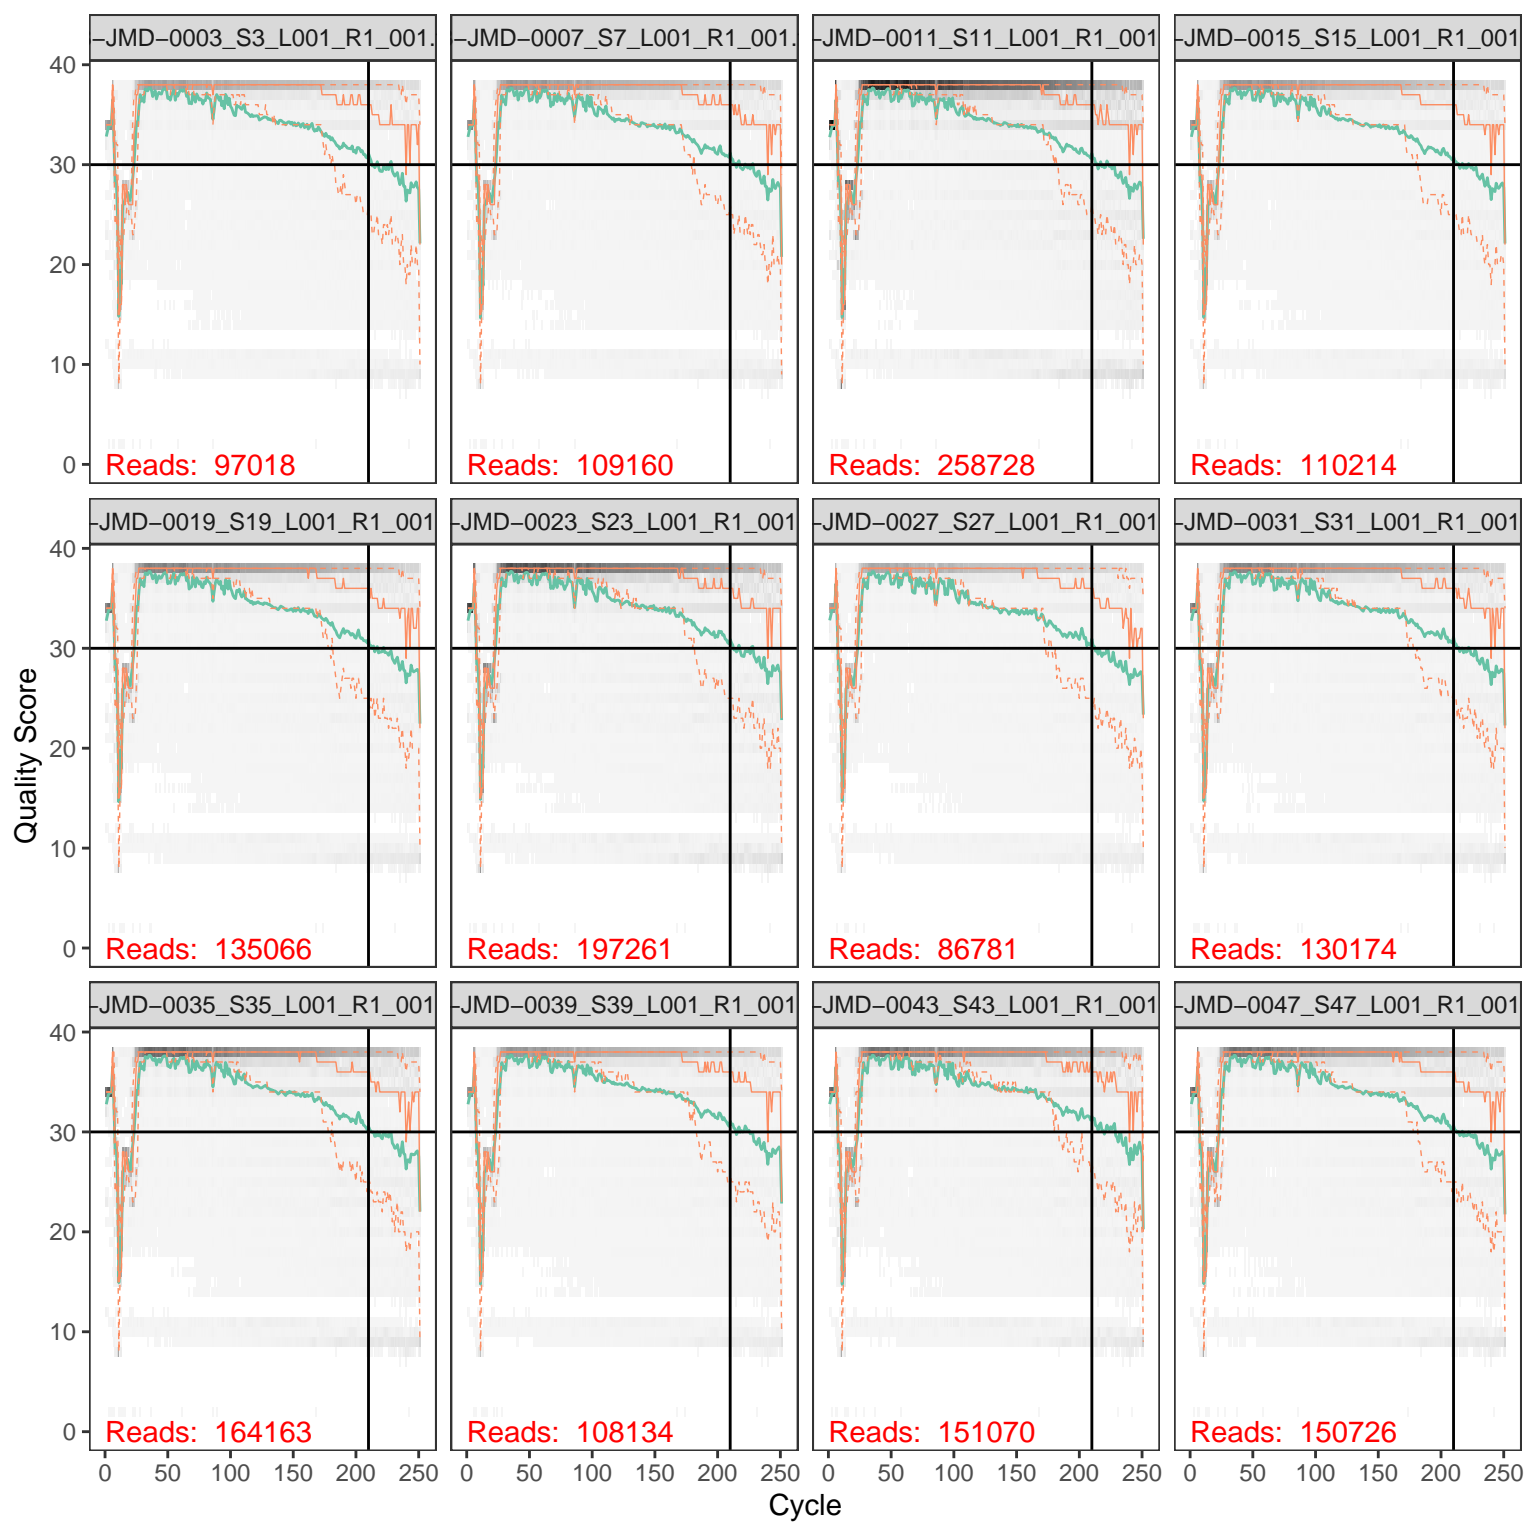 -JMD-0003_S3_L001_R1_001.
-JMD-0007_S7_L001_R1_001.
-JMD-0011_S11_L001_R1_001
-JMD-0015_S15_L001_R1_001
40
30
20
10
0
Reads: 97018
Reads: 109160
Reads: 258728
Reads: 110214
-JMD-0019_S19_L001_R1_001
-JMD-0023_S23_L001_R1_001
-JMD-0027_S27_L001_R1_001
-JMD-0031_S31_L001_R1_001
40
30
20
10
0
Quality Score
Reads: 135066
Reads: 197261
Reads: 86781
Reads: 130174
-JMD-0035_S35_L001_R1_001
-JMD-0039_S39_L001_R1_001
-JMD-0043_S43_L001_R1_001
-JMD-0047_S47_L001_R1_001
40
30
20
10
0
Reads: 164163
Reads: 108134
Reads: 151070
Reads: 150726
0 50 100 150 200 250
0 50 100 150 200 250
0 50 100 150 200 250
0 50 100 150 200 250
Cycle